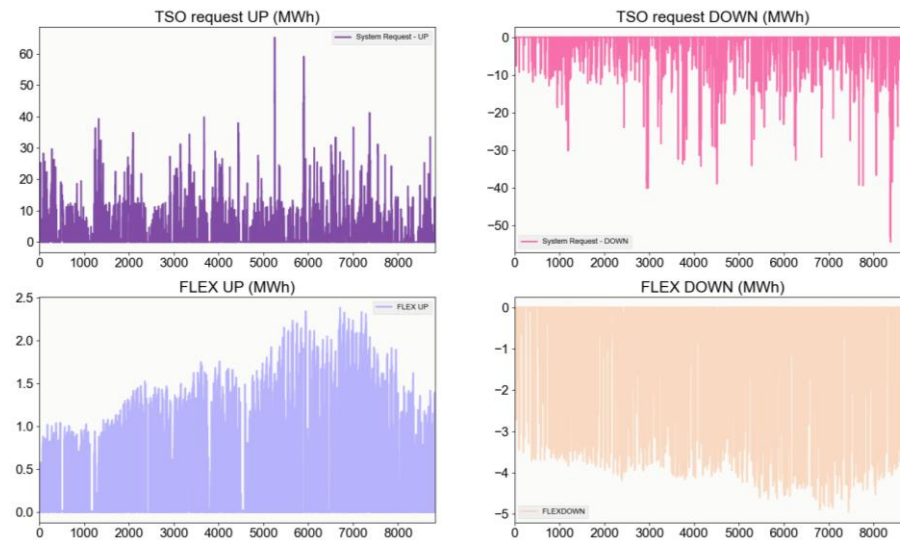 TSO request UP (MWh)
System Request - UP
60
50
40
30
20
10
0
0 1000 2000 3000 4000 5000 6000 7000 8000
TSO request DOWN (MWh)
0
−10
−20
−30
−40
−50
System Request - DOWN
0 1000 2000 3000 4000 5000 6000 7000 8000
FLEX UP (MWh)
FLEX UP
2.5
2.0
1.5
1.0
0.5
0.0
0 1000 2000 3000 4000 5000 6000 7000 8000
FLEX DOWN (MWh)
0
−1
−2
−3
−4
−5
FLEXDOWN
0 1000 2000 3000 4000 5000 6000 7000 8000